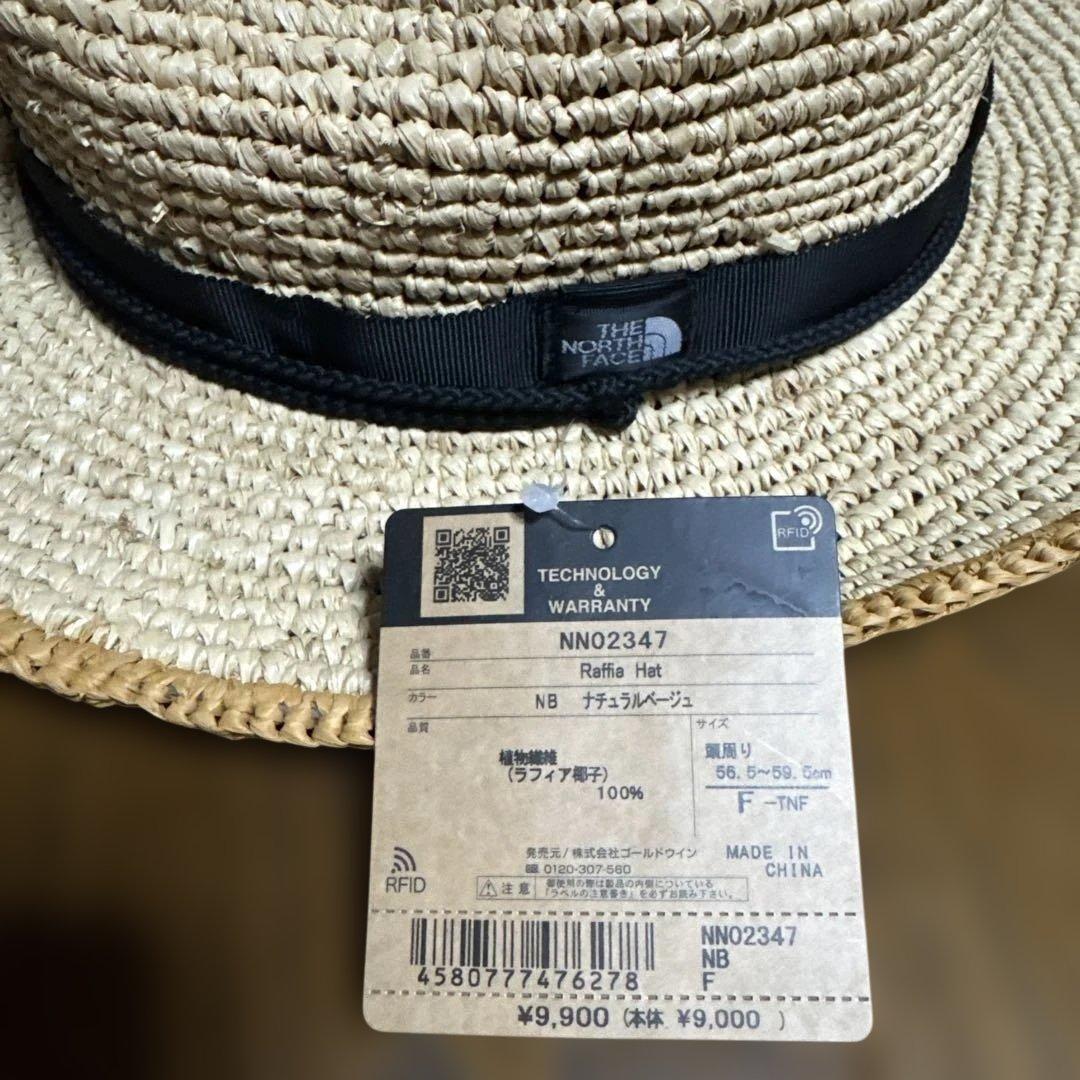 THE
NORTH
FACE
RFID
TECHNOLOGY
&
WARRANTY
品番 NN02347
品名 Raffia Hat
カラー NB ナチュラルベージュ
品質
植物繊維
(ラフィア椰子)
100%
サイズ
頭周り
56.5~59.5cm
F -TNF
発売元/株式会社ゴールドウイン
0120-307-560
MADE IN
CHINA
RFID
注意 御使用の際は製品の内側についている
「ラベルの注意書き」を必ずお読み下さい。
4580777476278
NN02347
NB
F
¥9,900 (本体 ¥9,000 )